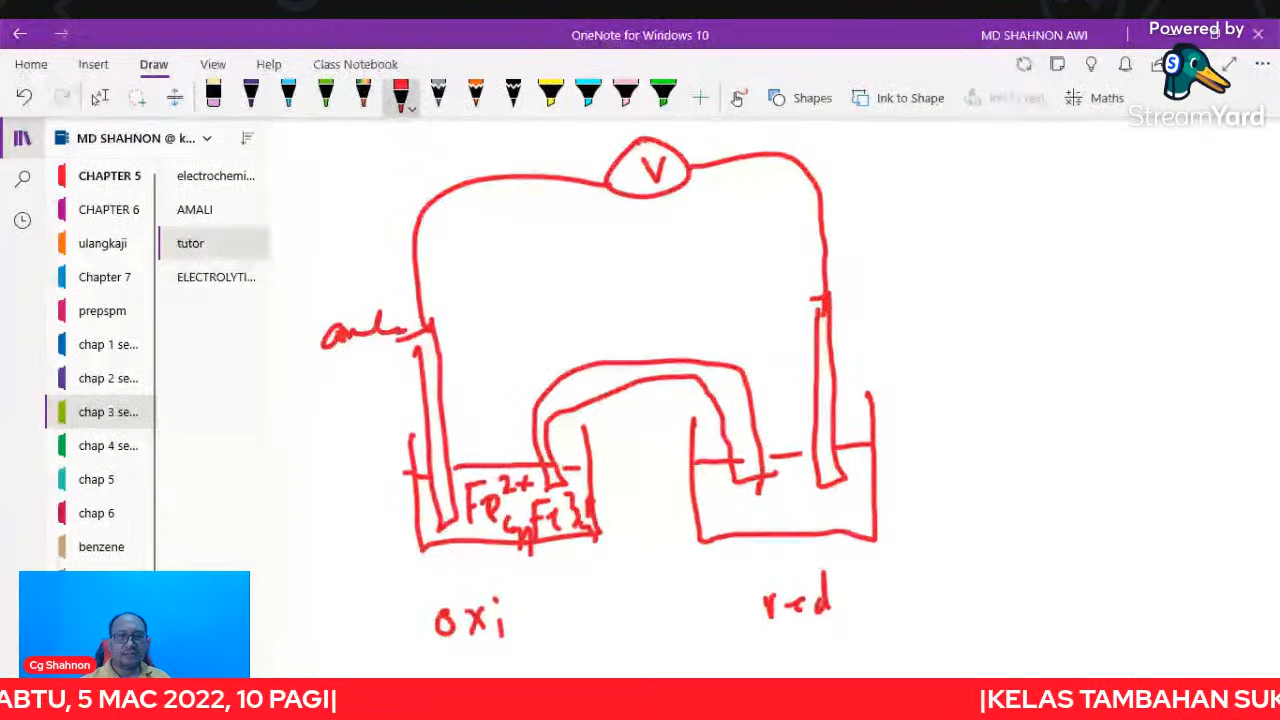 Powered by
OneNote for Windows 10
MD SHAHNON AWI
StreamYard
Home
Insert
Draw
View
Help
Class Notebook
Shapes
Ink to Shape
Maths
MD SHAHNON @ k...
CHAPTER 5
electrochemi...
CHAPTER 6
AMALI
ulangkaji
tutor
Chapter 7
ELECTROLYTI...
prepspm
chap 1 se...
chap 2 se...
chap 3 se...
chap 4 se...
chap 5
chap 6
benzene
V
Fe2+
oxi
red
Cg Shahnon
ABTU, 5 MAC 2022, 10 PAGI|
|KELAS TAMBAHAN SUK